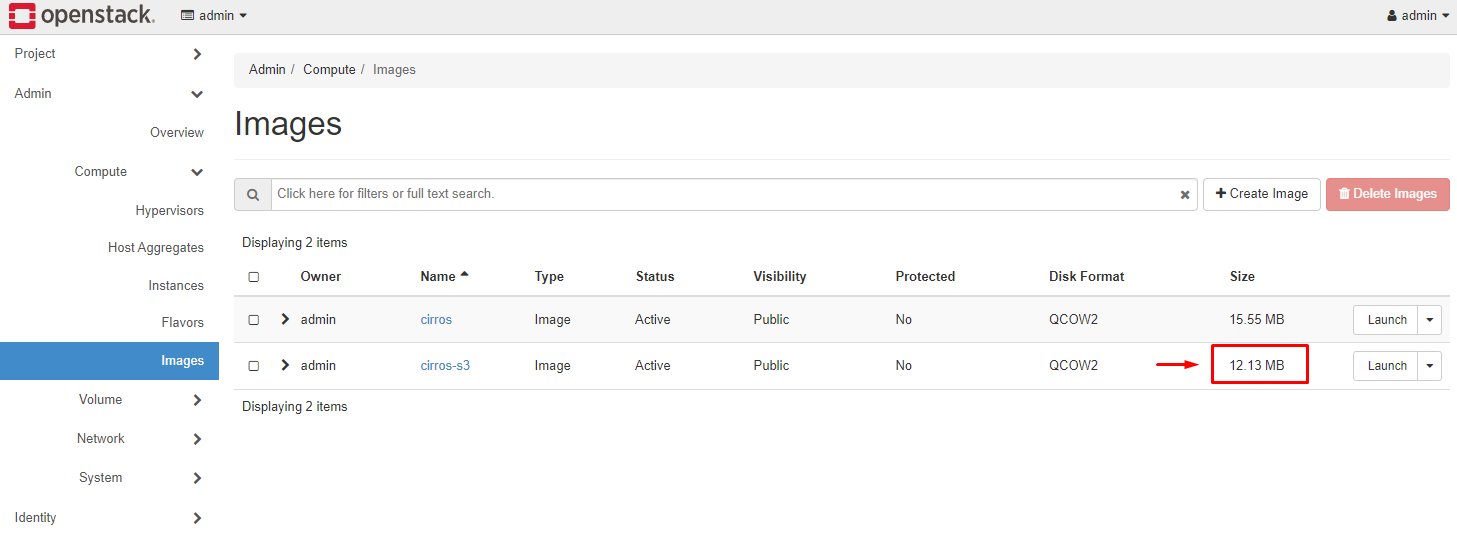 openstack. admin admin
Project
Admin
Overview
Compute
Hypervisors
Host Aggregates
Instances
Flavors
Images
Volume
Network
System
Identity
Admin / Compute / Images
Images
Click here for filters or full text search. Create Image Delete Images
Displaying 2 items
Owner Name Type Status Visibility Protected Disk Format Size
admin cirros Image Active Public No QCOW2 15.55 MB Launch
admin cirros-s3 Image Active Public No QCOW2 12.13 MB Launch
Displaying 2 items